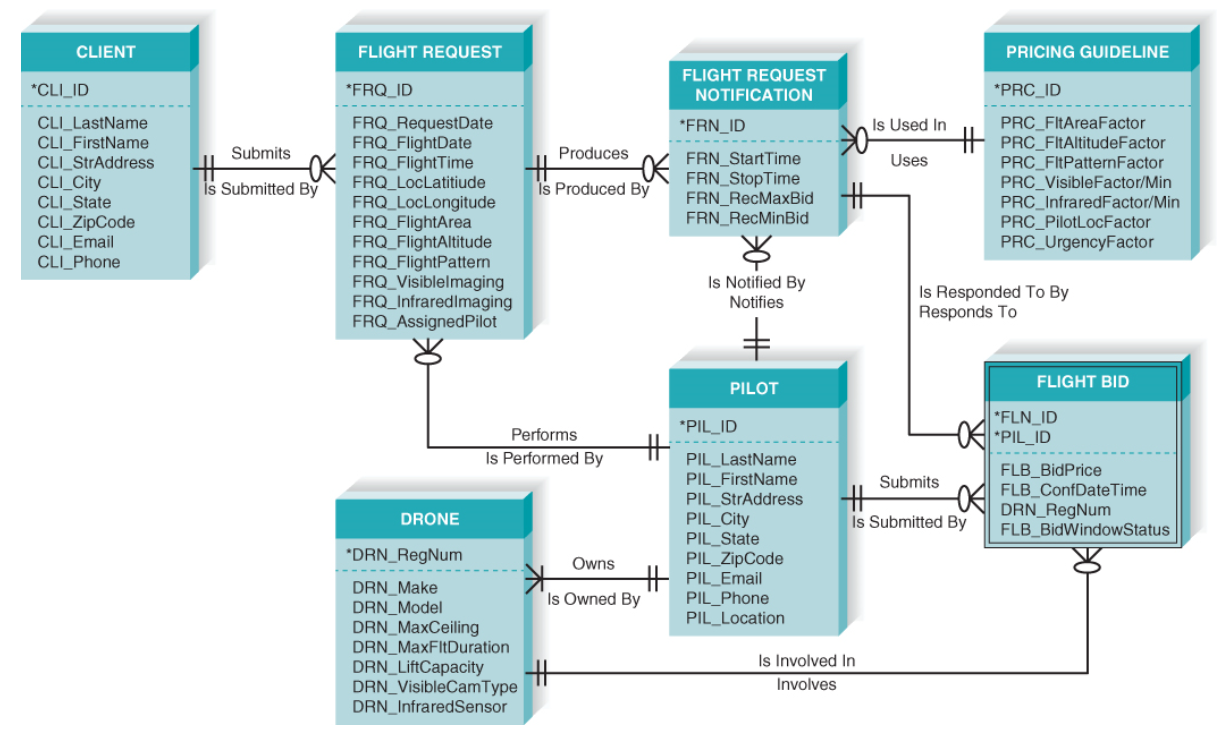 CLIENT
*CLI_ID
CLI_LastName
CLI_FirstName
CLI_StrAddress
CLI_City
CLI_State
CLI_ZipCode
CLI_Email
CLI_Phone
Submits
Is Submitted By
FLIGHT REQUEST
*FRQ_ID
FRQ_RequestDate
FRQ_FlightDate
FRQ_FlightTime
FRQ_LocLatitiude
FRQ_LocLongitude
FRQ_FlightArea
FRQ_FlightAltitude
FRQ_FlightPattern
FRQ_VisibleImaging
FRQ_InfraredImaging
FRQ_AssignedPilot
Produces
Is Produced By
FLIGHT REQUEST
NOTIFICATION
*FRN_ID
FRN_StartTime
FRN_StopTime
FRN_RecMaxBid
FRN_RecMinBid
Is Used In
Uses
PRICING GUIDELINE
*PRC_ID
PRC_FltAreaFactor
PRC_FltAltitudeFactor
PRC_FltPatternFactor
PRC_VisibleFactor/Min
PRC_InfraredFactor/Min
PRC_PilotLocFactor
PRC_UrgencyFactor
Is Notified By
Notifies
Is Responded To By
Responds To
Performs
Is Performed By
PILOT
*PIL_ID
PIL_LastName
PIL_FirstName
PIL_StrAddress
PIL_City
PIL_State
PIL_ZipCode
PIL_Email
PIL_Phone
PIL_Location
Submits
Is Submitted By
FLIGHT BID
*FLN_ID
*PIL_ID
FLB_BidPrice
FLB_ConfDateTime
DRN_RegNum
FLB_BidWindowStatus
DRONE
*DRN_RegNum
DRN_Make
DRN_Model
DRN_MaxCeiling
DRN_MaxFltDuration
DRN_LiftCapacity
DRN_VisibleCamType
DRN_InfraredSensor
Owns
Is Owned By
Is Involved In
Involves